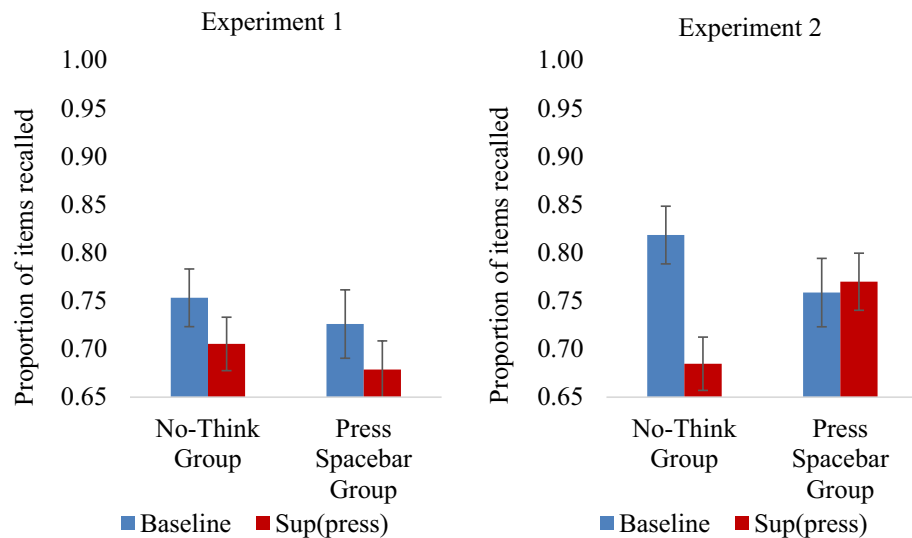 Experiment 1
Proportion of items recalled
1.00
0.95
0.90
0.85
0.80
0.75
0.70
0.65
No-Think
Group
Press
Spacebar
Group
Baseline
Sup(press)
Experiment 2
Proportion of items recalled
1.00
0.95
0.90
0.85
0.80
0.75
0.70
0.65
No-Think
Group
Press
Spacebar
Group
Baseline
Sup(press)